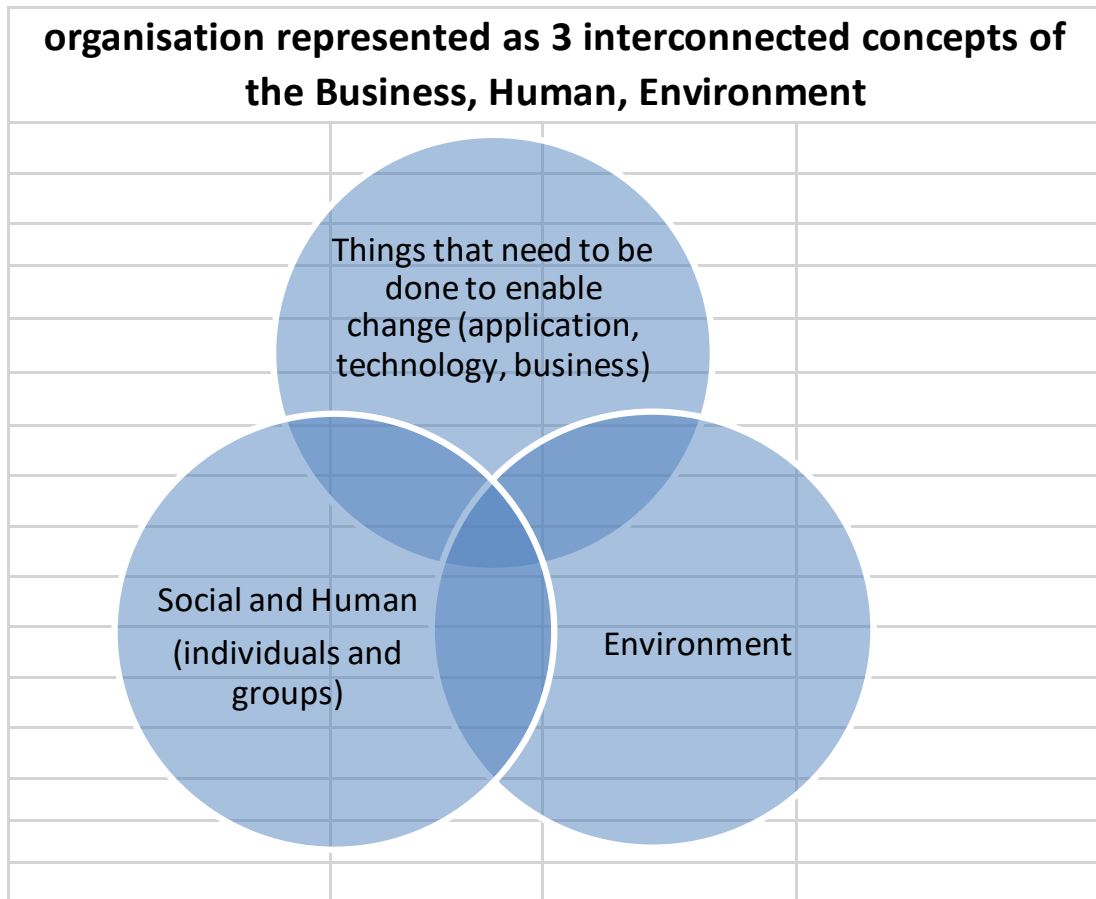 organisation represented as 3 interconnected concepts of
the Business, Human, Environment
Things that need to be
done to enable
change (application,
technology, business)
Social and Human
(individuals and
groups)
Environment